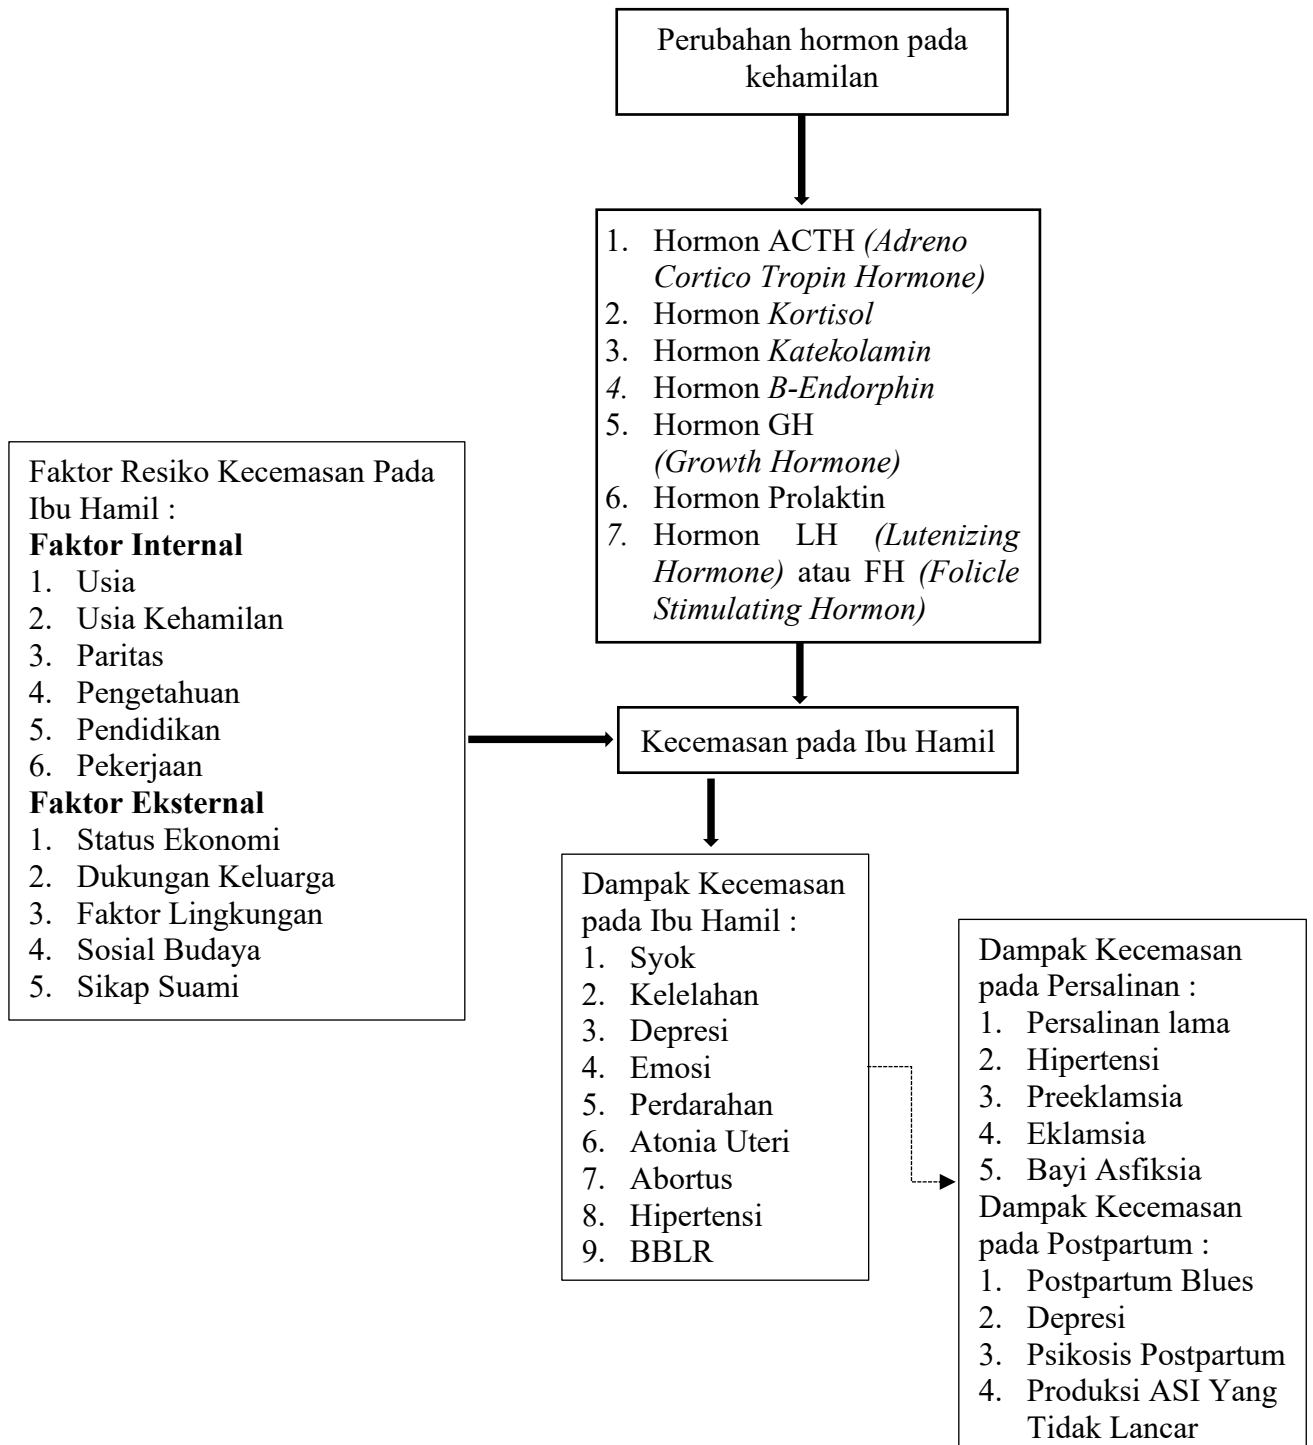 Perubahan hormon pada
kehamilan
1. Hormon ACTH (Adreno
Cortico Tropin Hormone)
2. Hormon Kortisol
3. Hormon Katekolamin
4. Hormon B-Endorphin
5. Hormon GH
(Growth Hormone)
6. Hormon Prolaktin
7. Hormon LH (Lutenizing
Hormone) atau FH (Folicle
Stimulating Hormon)
Faktor Resiko Kecemasan Pada
Ibu Hamil :
Faktor Internal
1. Usia
2. Usia Kehamilan
3. Paritas
4. Pengetahuan
5. Pendidikan
6. Pekerjaan
Faktor Eksternal
1. Status Ekonomi
2. Dukungan Keluarga
3. Faktor Lingkungan
4. Sosial Budaya
5. Sikap Suami
Kecemasan pada Ibu Hamil
Dampak Kecemasan
pada Ibu Hamil :
1. Syok
2. Kelelahan
3. Depresi
4. Emosi
5. Perdarahan
6. Atonia Uteri
7. Abortus
8. Hipertensi
9. BBLR
Dampak Kecemasan
pada Persalinan :
1. Persalinan lama
2. Hipertensi
3. Preeklamsia
4. Eklamsia
5. Bayi Asfiksia
Dampak Kecemasan
pada Postpartum :
1. Postpartum Blues
2. Depresi
3. Psikosis Postpartum
4. Produksi ASI Yang
Tidak Lancar